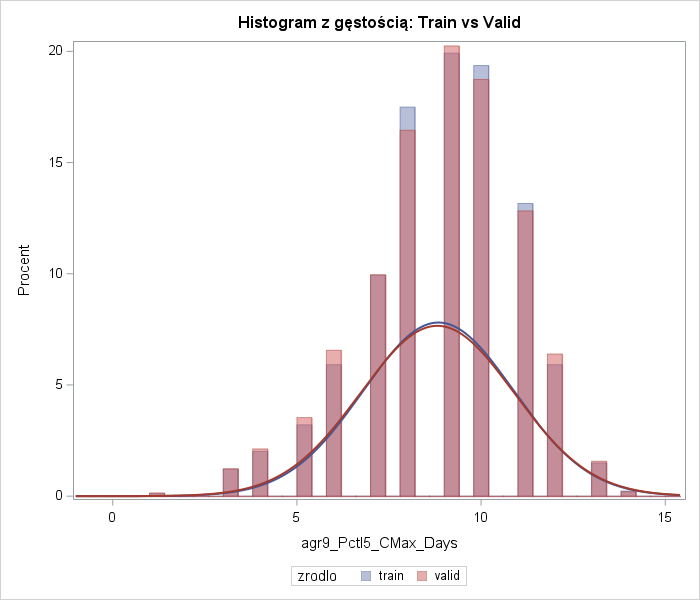 Histogram z gęstością: Train vs Valid
20
15
10
5
0
Procent
0 5 10 15
agr9_Pctl5_CMax_Days
zrodlo train valid